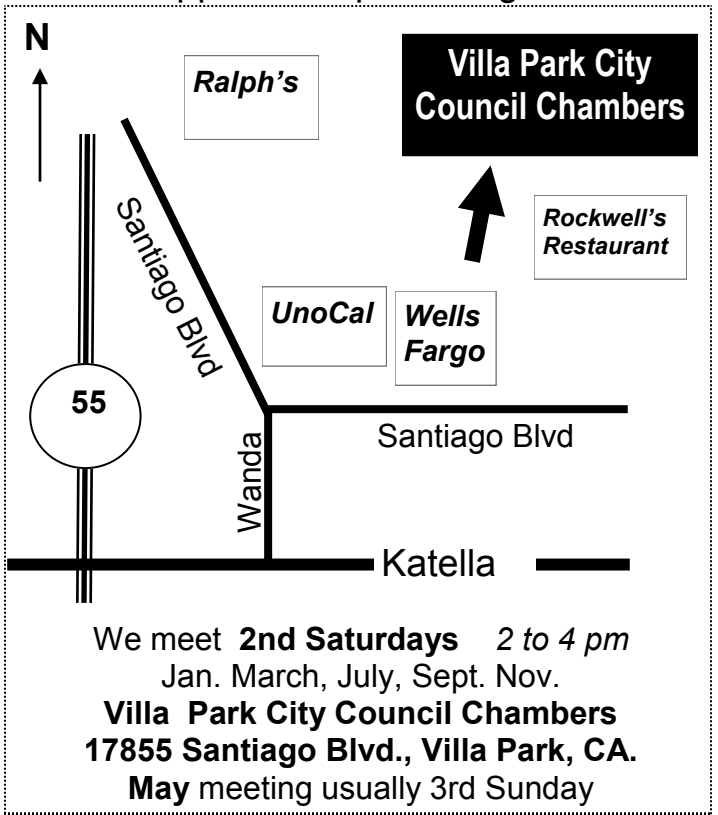 N
Ralph's
Villa Park City
Council Chambers
Rockwell's
Restaurant
Santiago Blvd
UnoCal
Wells
Fargo
55
Santiago Blvd
Wanda
Katella
We meet 2nd Saturdays 2 to 4 pm
Jan. March, July, Sept. Nov.
Villa Park City Council Chambers
17855 Santiago Blvd., Villa Park, CA.
May meeting usually 3rd Sunday